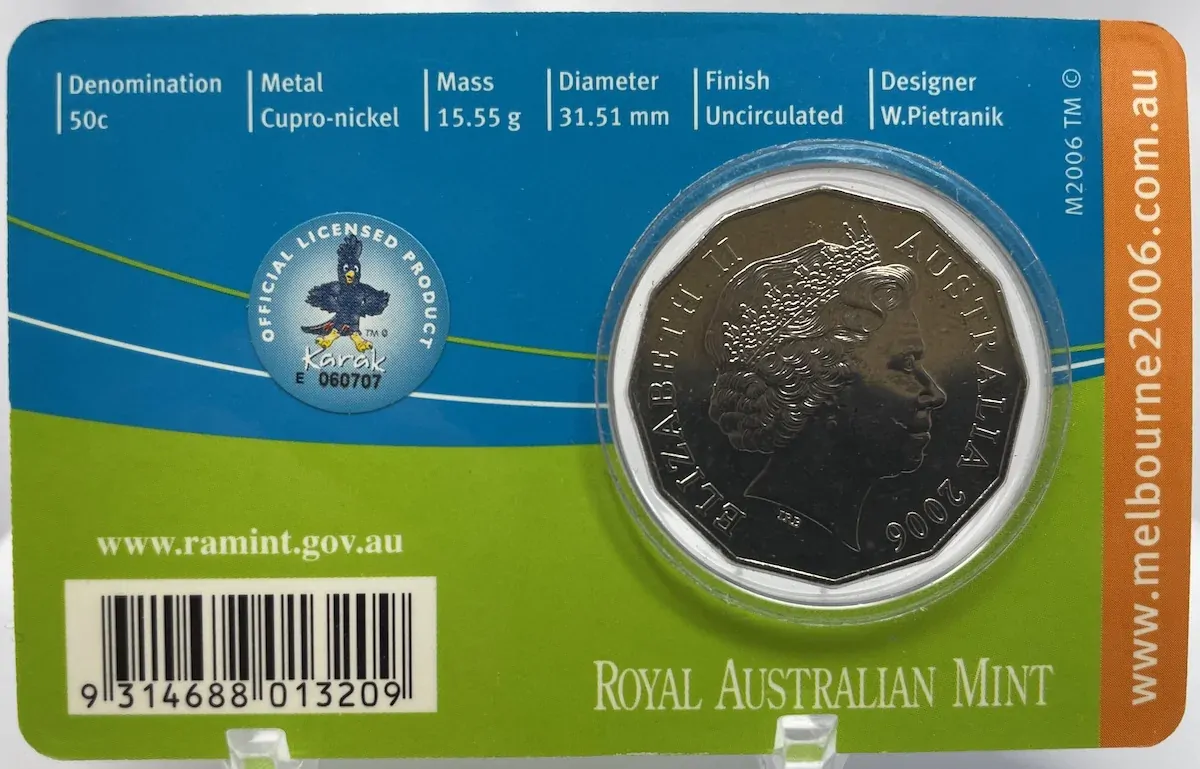 Denomination
50c
Metal
Cupro-nickel
Mass
15.55 g
Diameter
31.51 mm
Finish
Uncirculated
Designer
W.Pietranik
M2006 TM ©
www.melbourne2006.com.au
OFFICIAL LICENSED PRODUCT
TM ©
Karak
E 060707
ELIZABETH II
AUSTRALIA 2006
IRB
www.ramint.gov.au
9 314688 013209
ROYAL AUSTRALIAN MINT